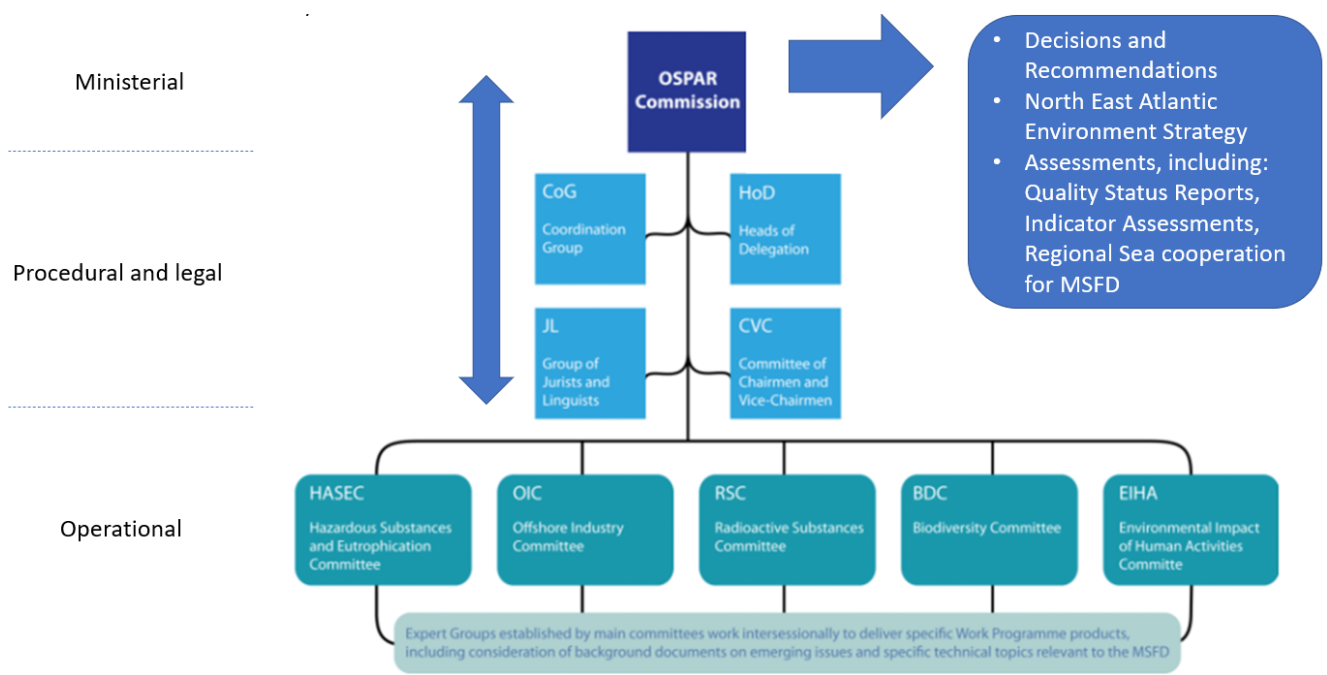 Ministerial
OSPAR
Commission
• Decisions and
Recommendations
• North East Atlantic
Environment Strategy
• Assessments, including:
Quality Status Reports,
Indicator Assessments,
Regional Sea cooperation
for MSFD
Procedural and legal
CoG
Coordination
Group
HoD
Heads of
Delegation
JL
Group of
Jurists and
Linguists
CVC
Committee of
Chairmen and
Vice-Chairmen
Operational
HASEC
Hazardous Substances
and Eutrophication
Committee
OIC
Offshore Industry
Committee
RSC
Radioactive Substances
Committee
BDC
Biodiversity Committee
EIHA
Environmental Impact
of Human Activities
Committe
Expert Groups established by main committees work intersessionally to deliver specific Work Programme products,
including consideration of background documents on emerging issues and specific technical topics relevant to the MSFD